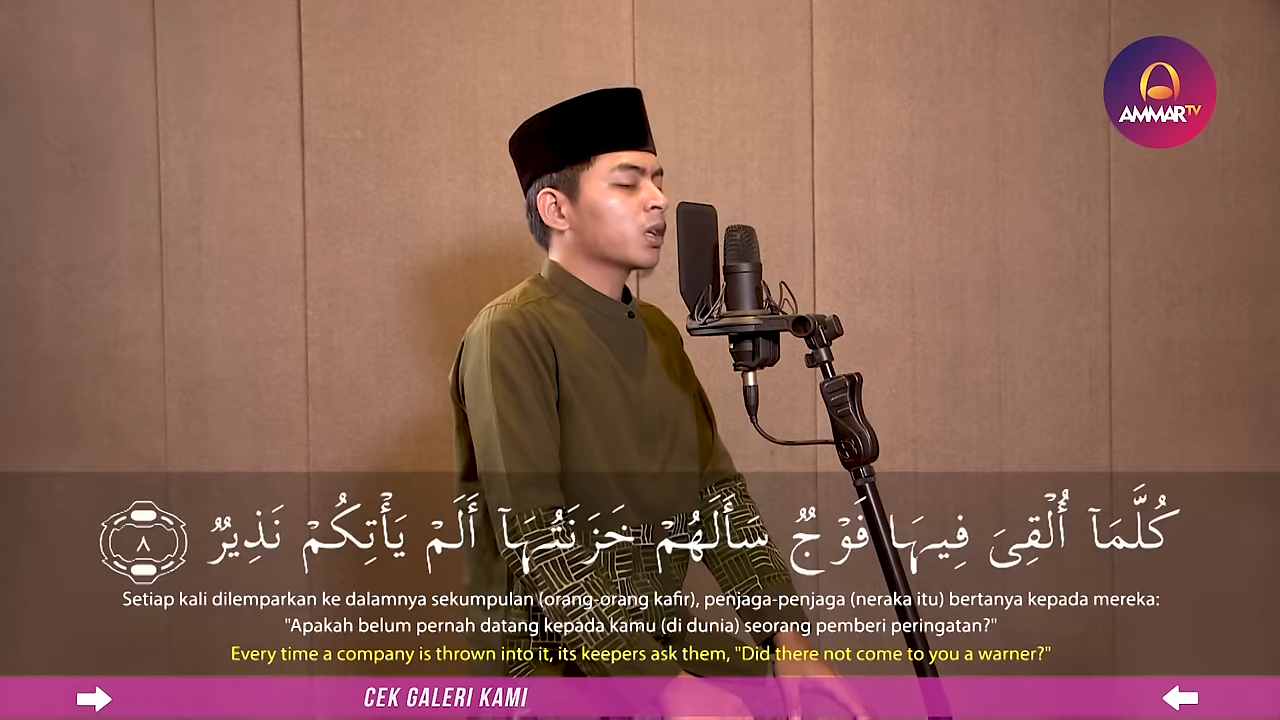 AMMARTV
كُلَّمَآ أُلْقِىَ فِيهَا فَوْجٌ سَأَلَهُمْ خَزَنَتُهَآ أَلَمْ يَأْتِكُمْ نَذِيرٌ ٨
Setiap kali dilemparkan ke dalamnya sekumpulan (orang-orang kafir), penjaga-penjaga (neraka itu) bertanya kepada mereka:
"Apakah belum pernah datang kepada kamu (di dunia) seorang pemberi peringatan?"
Every time a company is thrown into it, its keepers ask them, "Did there not come to you a warner?"
CEK GALERI KAMI